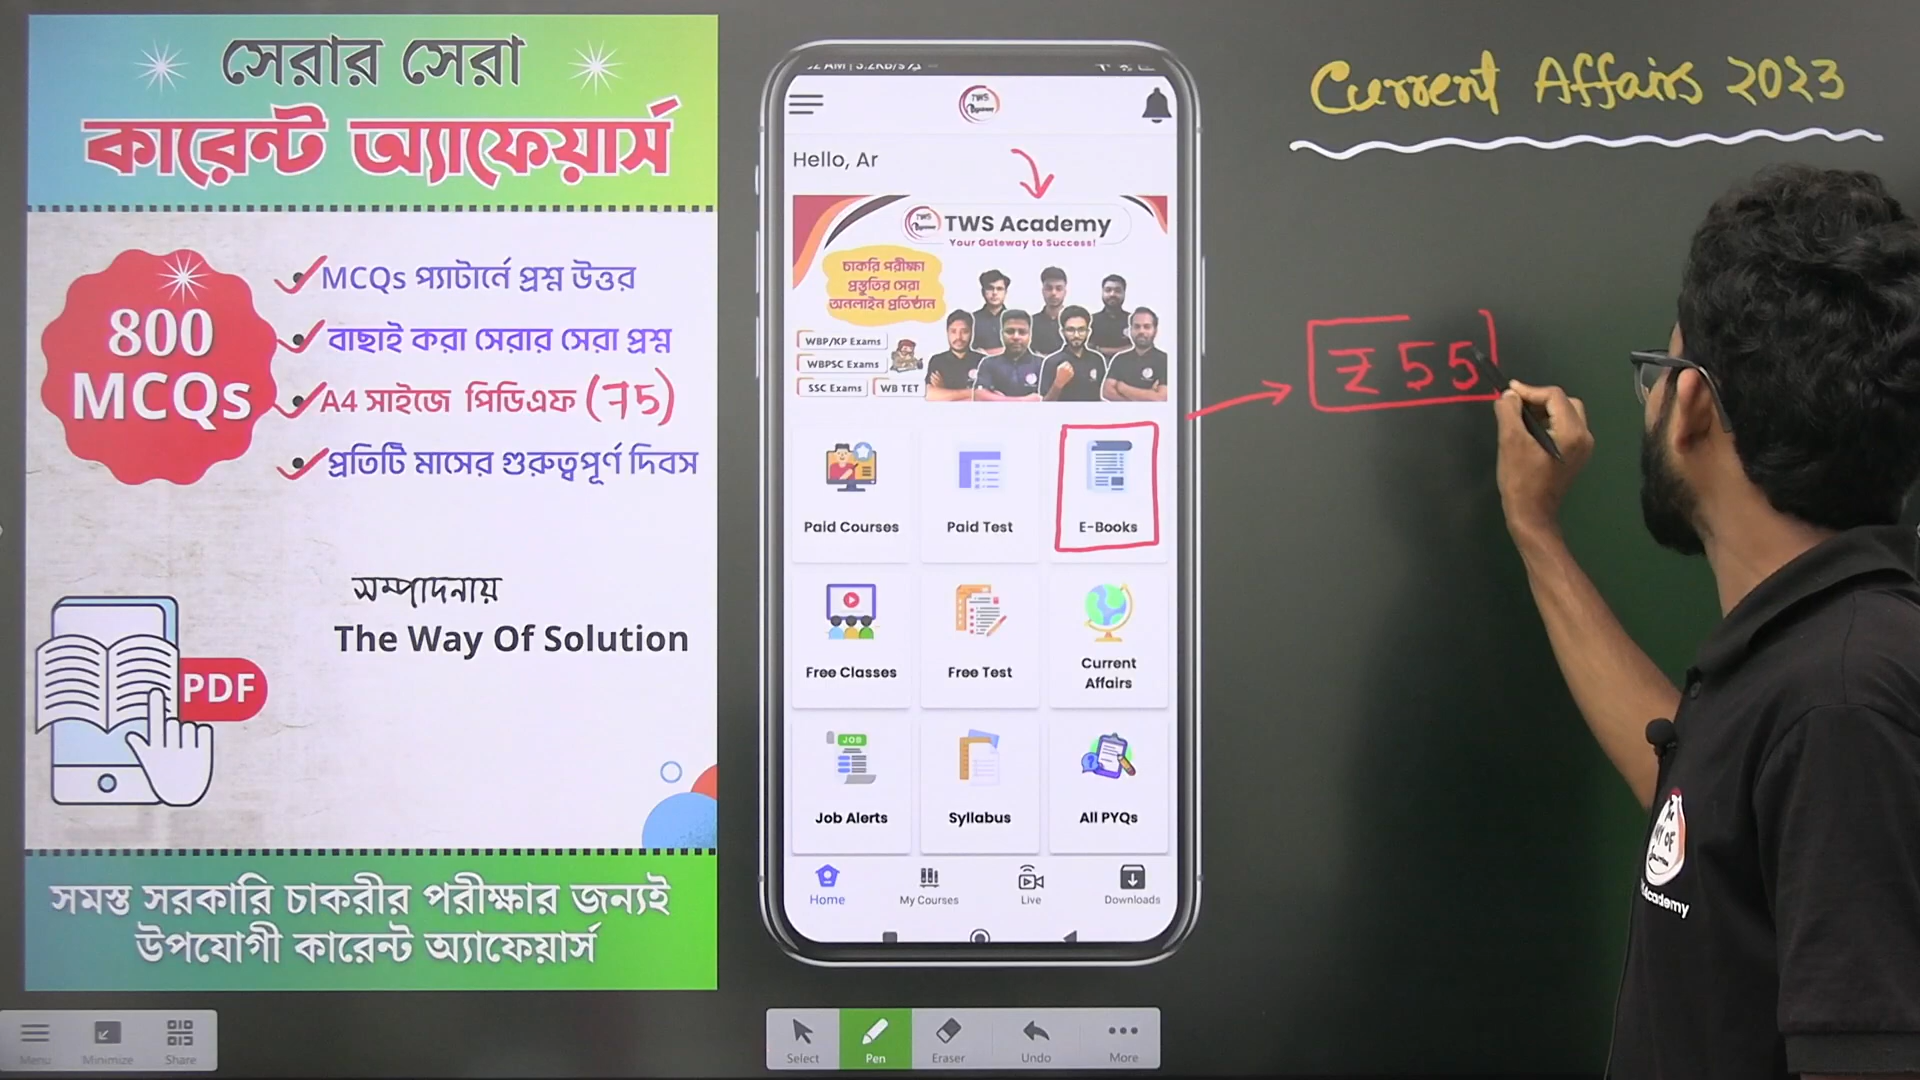 সেরার সেরা
কারেন্ট অ্যাফেয়ার্স
800
MCQs
MCQs প্যাটার্নে প্রশ্ন উত্তর
বাছাই করা সেরার সেরা প্রশ্ন
A4 সাইজে পিডিএফ (75)
প্রতিটি মাসের গুরুত্বপূর্ণ দিবস
সম্পাদনায়
The Way Of Solution
PDF
সমস্ত সরকারি চাকরীর পরীক্ষার জন্যই
উপযোগী কারেন্ট অ্যাফেয়ার্স
Menu
Minimize
Share
TWS
Hello, Ar
TWS Academy
Your Gateway to Success!
চাকরি পরীক্ষা
প্রস্তুতির সেরা
অনলাইন প্রতিষ্ঠান
WBP/KP Exams
WBPSC Exams
SSC Exams
WB TET
Paid Courses
Paid Test
E-Books
Free Classes
Free Test
Current
Affairs
JOB
Job Alerts
Syllabus
All PYQs
Home
My Courses
Live
Downloads
Select
Pen
Eraser
Undo
More
Current Affairs 2023
₹ 55